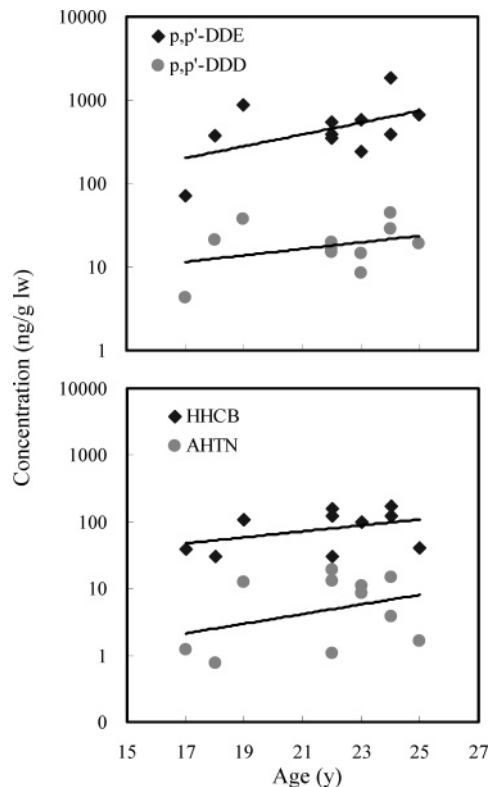 10000
p,p'-DDE
p,p'-DDD
1000
100
10
1
Concentration (ng/g lw)
10000
HHCB
AHTN
1000
100
10
1
0
15 17 19 21 23 25 27
Age (y)